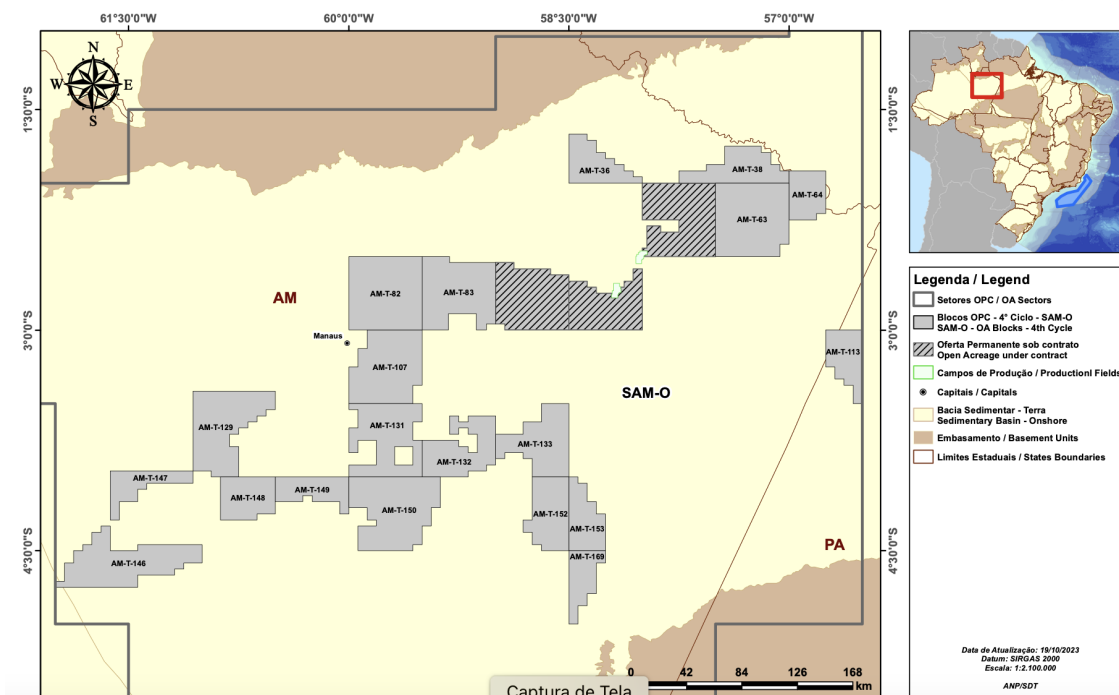 61°30'0"W
60°00'0"W
58°30'0"W
57°00'0"W
N
W
E
S
1°30'0"S
1°30'0"S
AM-T-36
AM-T-38
AM-T-64
AM-T-63
AM
AM-T-82
AM-T-83
3°0'0"S
3°0'0"S
Manaus
AM-T-113
AM-T-107
SAM-O
AM-T-129
AM-T-131
AM-T-133
AM-T-132
AM-T-147
AM-T-148
AM-T-149
AM-T-150
AM-T-152
AM-T-153
4°30'0"S
4°30'0"S
PA
AM-T-146
AM-T-169
0
42
84
126
168
km
Captura de Tela
Legenda / Legend
Setores OPC / OA Sectors
Blocos OPC - 4° Ciclo - SAM-O
SAM-O - OA Blocks - 4th Cycle
Oferta Permanente sob contrato
Open Acreage under contract
Campos de Produção / Productionl Fields
Capitais / Capitals
Bacia Sedimentar - Terra
Sedimentary Basin - Onshore
Embasamento / Basement Units
Limites Estaduais / States Boundaries
Data de Atualização: 19/10/2023
Datum: SIRGAS 2000
Escala: 1:2.100.000
ANP/SDT